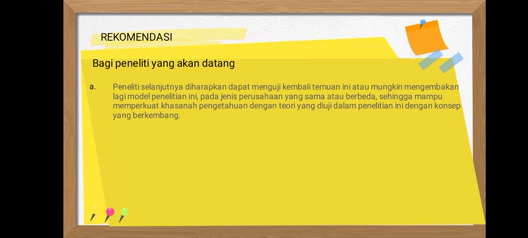 REKOMENDASI
Bagi peneliti yang akan datang
a. Peneliti selanjutnya diharapkan dapat menguji kembali temuan ini atau mungkin mengembakan
lagi model penelitian ini, pada jenis perusahaan yang sama atau berbeda, sehingga mampu
memperkuat khasanah pengetahuan dengan teori yang diuji dalam penelitian ini dengan konsep
yang berkembang.